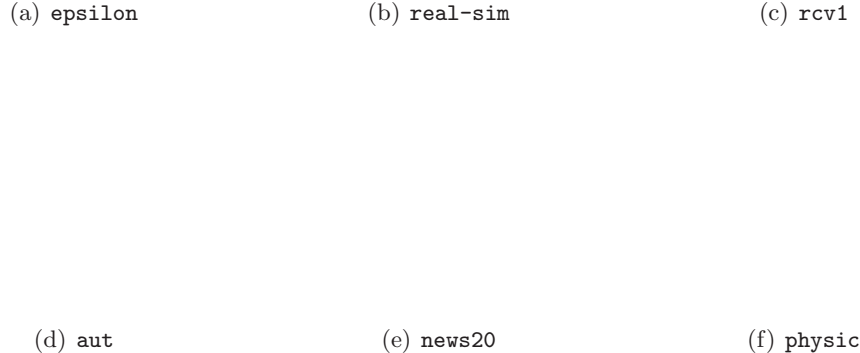 (a) epsilon (b) real-sim (c) rcv1
(d) aut (e) news20 (f) physic